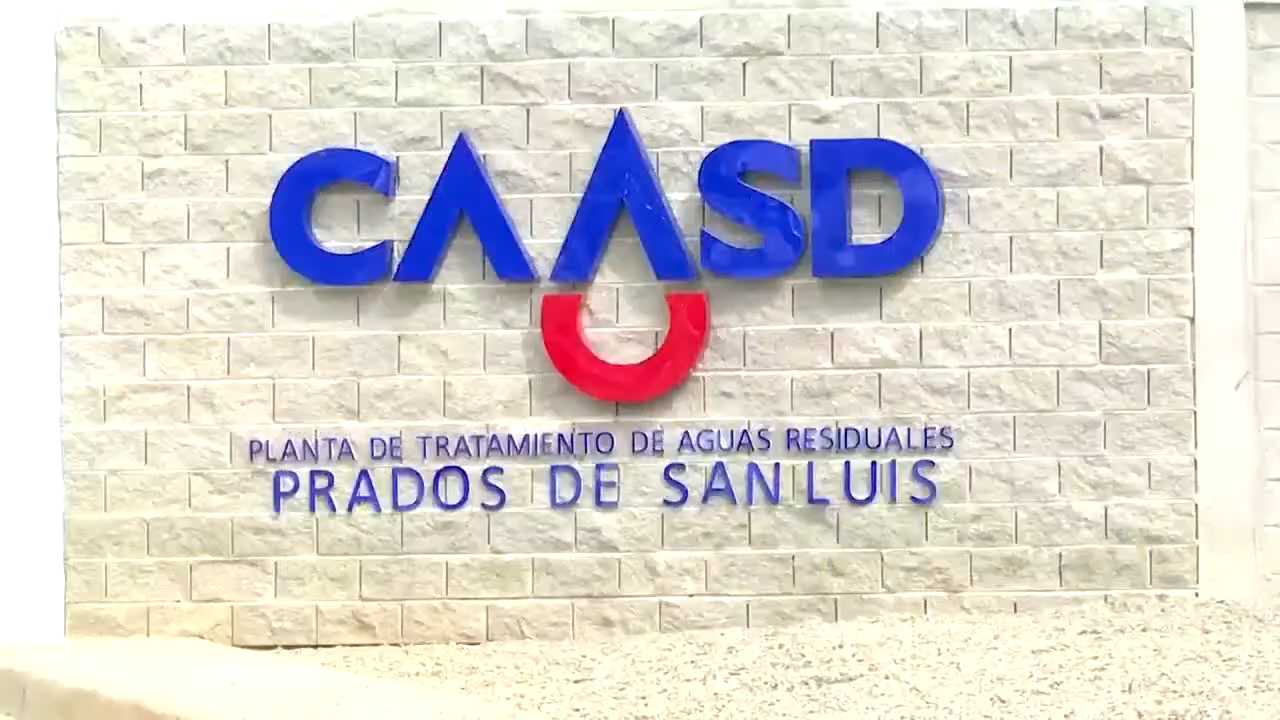 CAASD
PLANTA DE TRATAMIENTO DE AGUAS RESIDUALES
PRADOS DE SAN LUIS